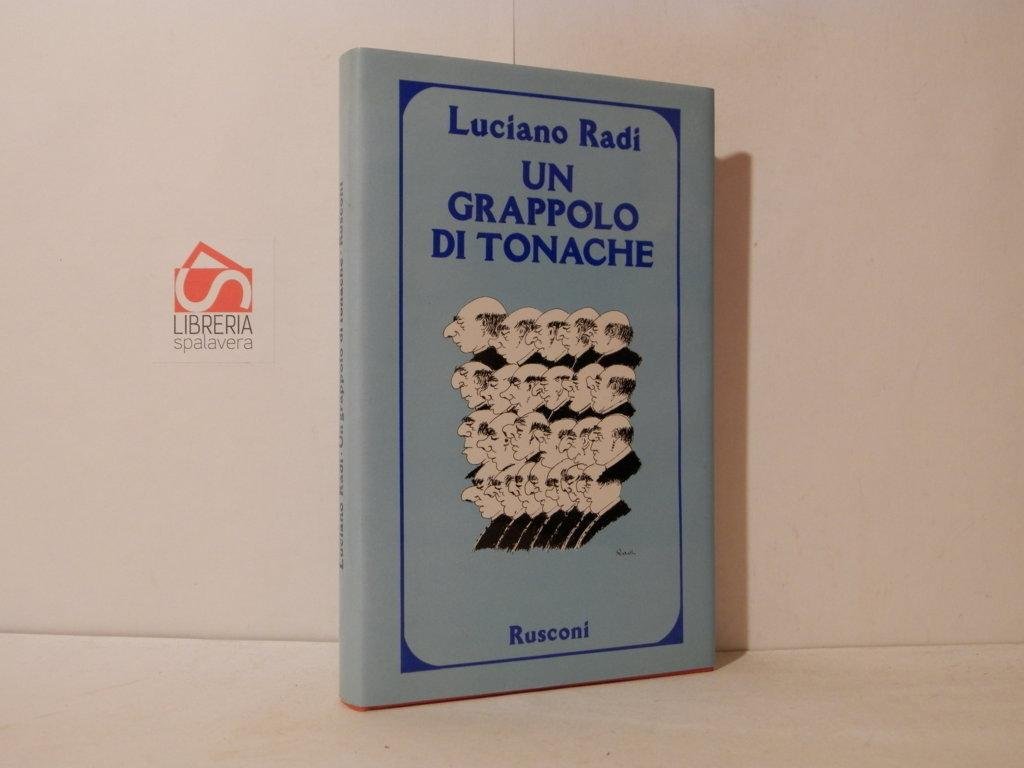 Luciano Radi
UN
GRAPPOLO
DI TONACHE
Radi
Rusconi
Luciano Radi · Un grappolo di tonache · Rusconi
LIBRERIA
spalavera